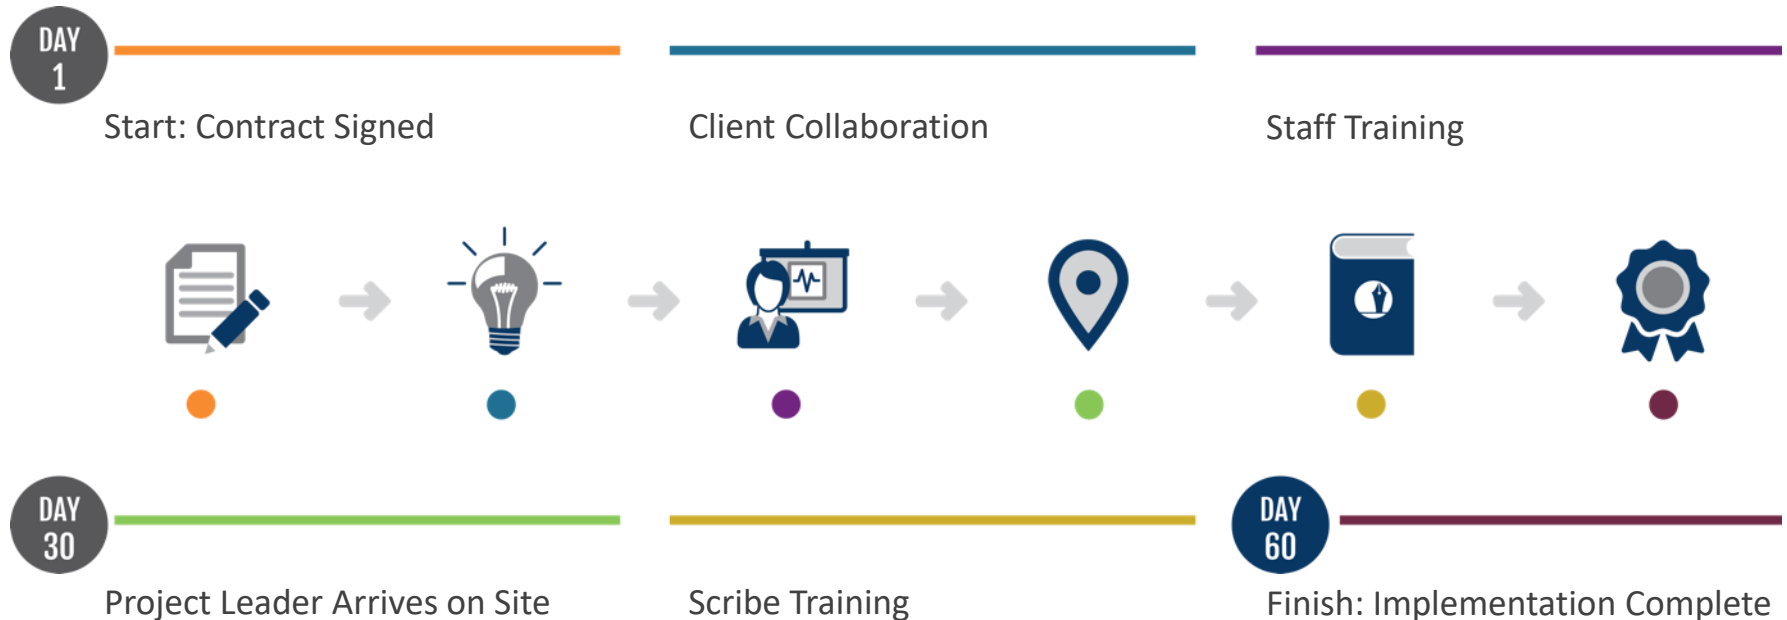 DAY
1
Start: Contract Signed
Client Collaboration
Staff Training
DAY
30
Project Leader Arrives on Site
Scribe Training
DAY
60
Finish: Implementation Complete